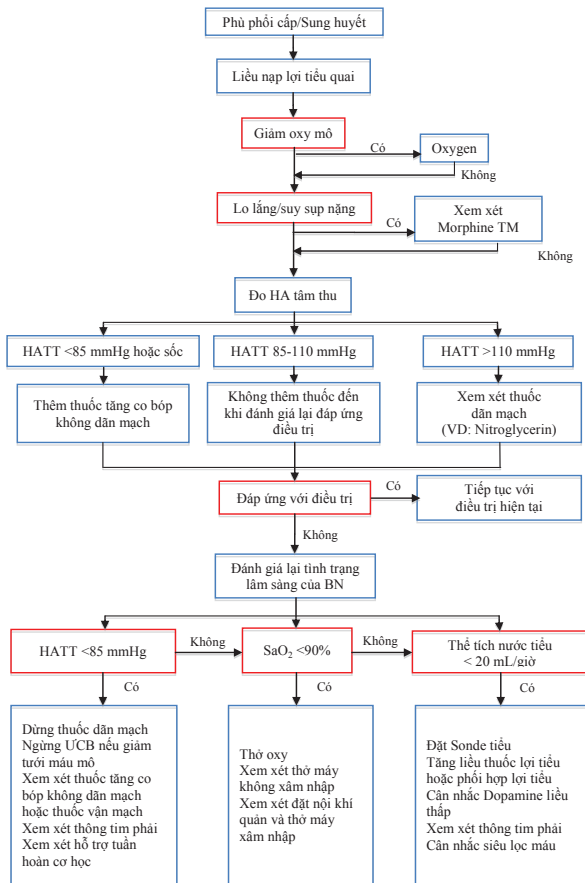 Phù phổi cấp/Sung huyết
Liều nạp lợi tiểu quai
Giảm oxy mô
Có
Oxygen
Không
Lo lắng/suy sụp nặng
Có
Xem xét
Morphine TM
Không
Đo HA tâm thu
HATT <85 mmHg hoặc sốc
HATT 85-110 mmHg
HATT >110 mmHg
Thêm thuốc tăng co bóp
không dãn mạch
Không thêm thuốc đến
khi đánh giá lại đáp ứng
điều trị
Xem xét thuốc
dãn mạch
(VD: Nitroglycerin)
Đáp ứng với điều trị
Có
Tiếp tục với
điều trị hiện tại
Không
Đánh giá lại tình trạng
lâm sàng của BN
HATT <85 mmHg
Không
SaO₂ <90%
Không
Thể tích nước tiểu
< 20 mL/giờ
Có
Có
Có
Dừng thuốc dãn mạch
Ngừng ƯCB nếu giảm
tưới máu mô
Xem xét thuốc tăng co
bóp không dãn mạch
hoặc thuốc vận mạch
Xem xét thông tim phải
Xem xét hỗ trợ tuần
hoàn cơ học
Thở oxy
Xem xét thở máy
không xâm nhập
Xem xét đặt nội khí
quản và thở máy
xâm nhập
Đặt Sonde tiểu
Tăng liều thuốc lợi tiểu
hoặc phối hợp lợi tiểu
Cân nhắc Dopamine liều
thấp
Xem xét thông tim phải
Cân nhắc siêu lọc máu